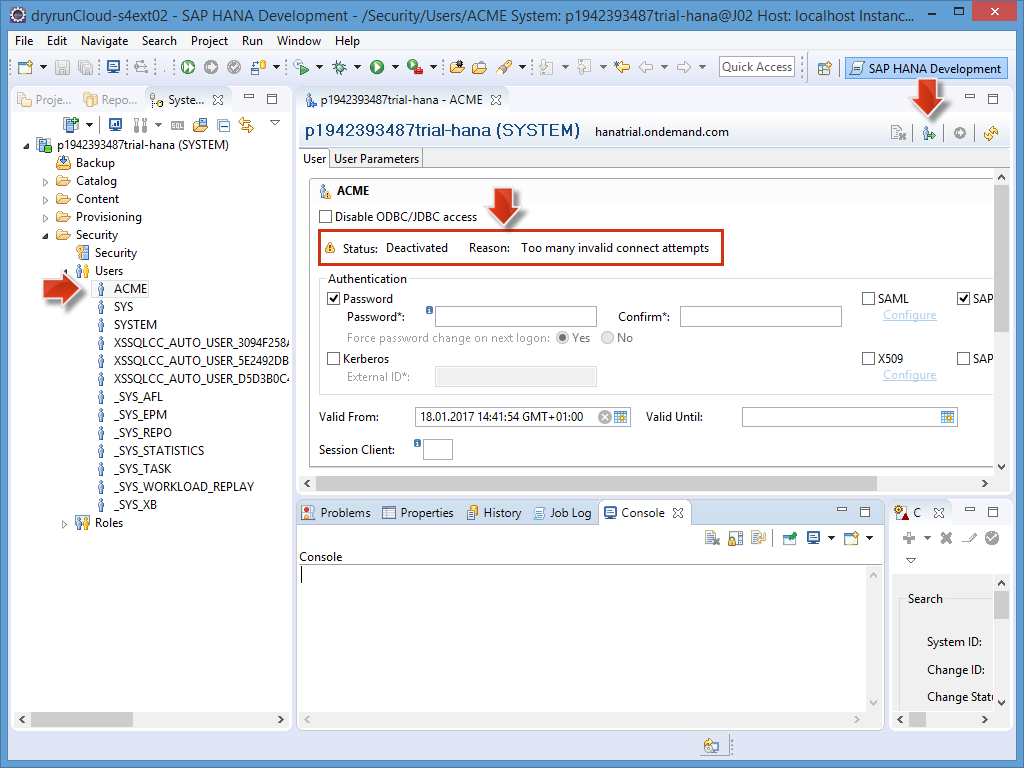 dryrunCloud-s4ext02 - SAP HANA Development - /Security/Users/ACME System: p1942393487trial-hana@J02 Host: localhost Instanc...
File Edit Navigate Search Project Run Window Help
Quick Access
SAP HANA Development
Proje...
Repo...
Syste...
p1942393487trial-hana (SYSTEM)
Backup
Catalog
Content
Provisioning
Security
Security
Users
ACME
SYS
SYSTEM
XSSQLCC_AUTO_USER_3094F258A
XSSQLCC_AUTO_USER_5E2492DB
XSSQLCC_AUTO_USER_D5D3B0C4
_SYS_AFL
_SYS_EPM
_SYS_REPO
_SYS_STATISTICS
_SYS_TASK
_SYS_WORKLOAD_REPLAY
_SYS_XB
Roles
p1942393487trial-hana - ACME
p1942393487trial-hana (SYSTEM) hanatrial.ondemand.com
User User Parameters
ACME
Disable ODBC/JDBC access
Status: Deactivated Reason: Too many invalid connect attempts
Authentication
Password SAML SAP
Password*: Confirm*: Configure
Force password change on next logon: Yes No
Kerberos X509 SAP
External ID*: Configure
Valid From: 18.01.2017 14:41:54 GMT+01:00 Valid Until:
Session Client:
Problems Properties History Job Log Console
Console
C
Search
System ID:
Change ID:
Change Statu